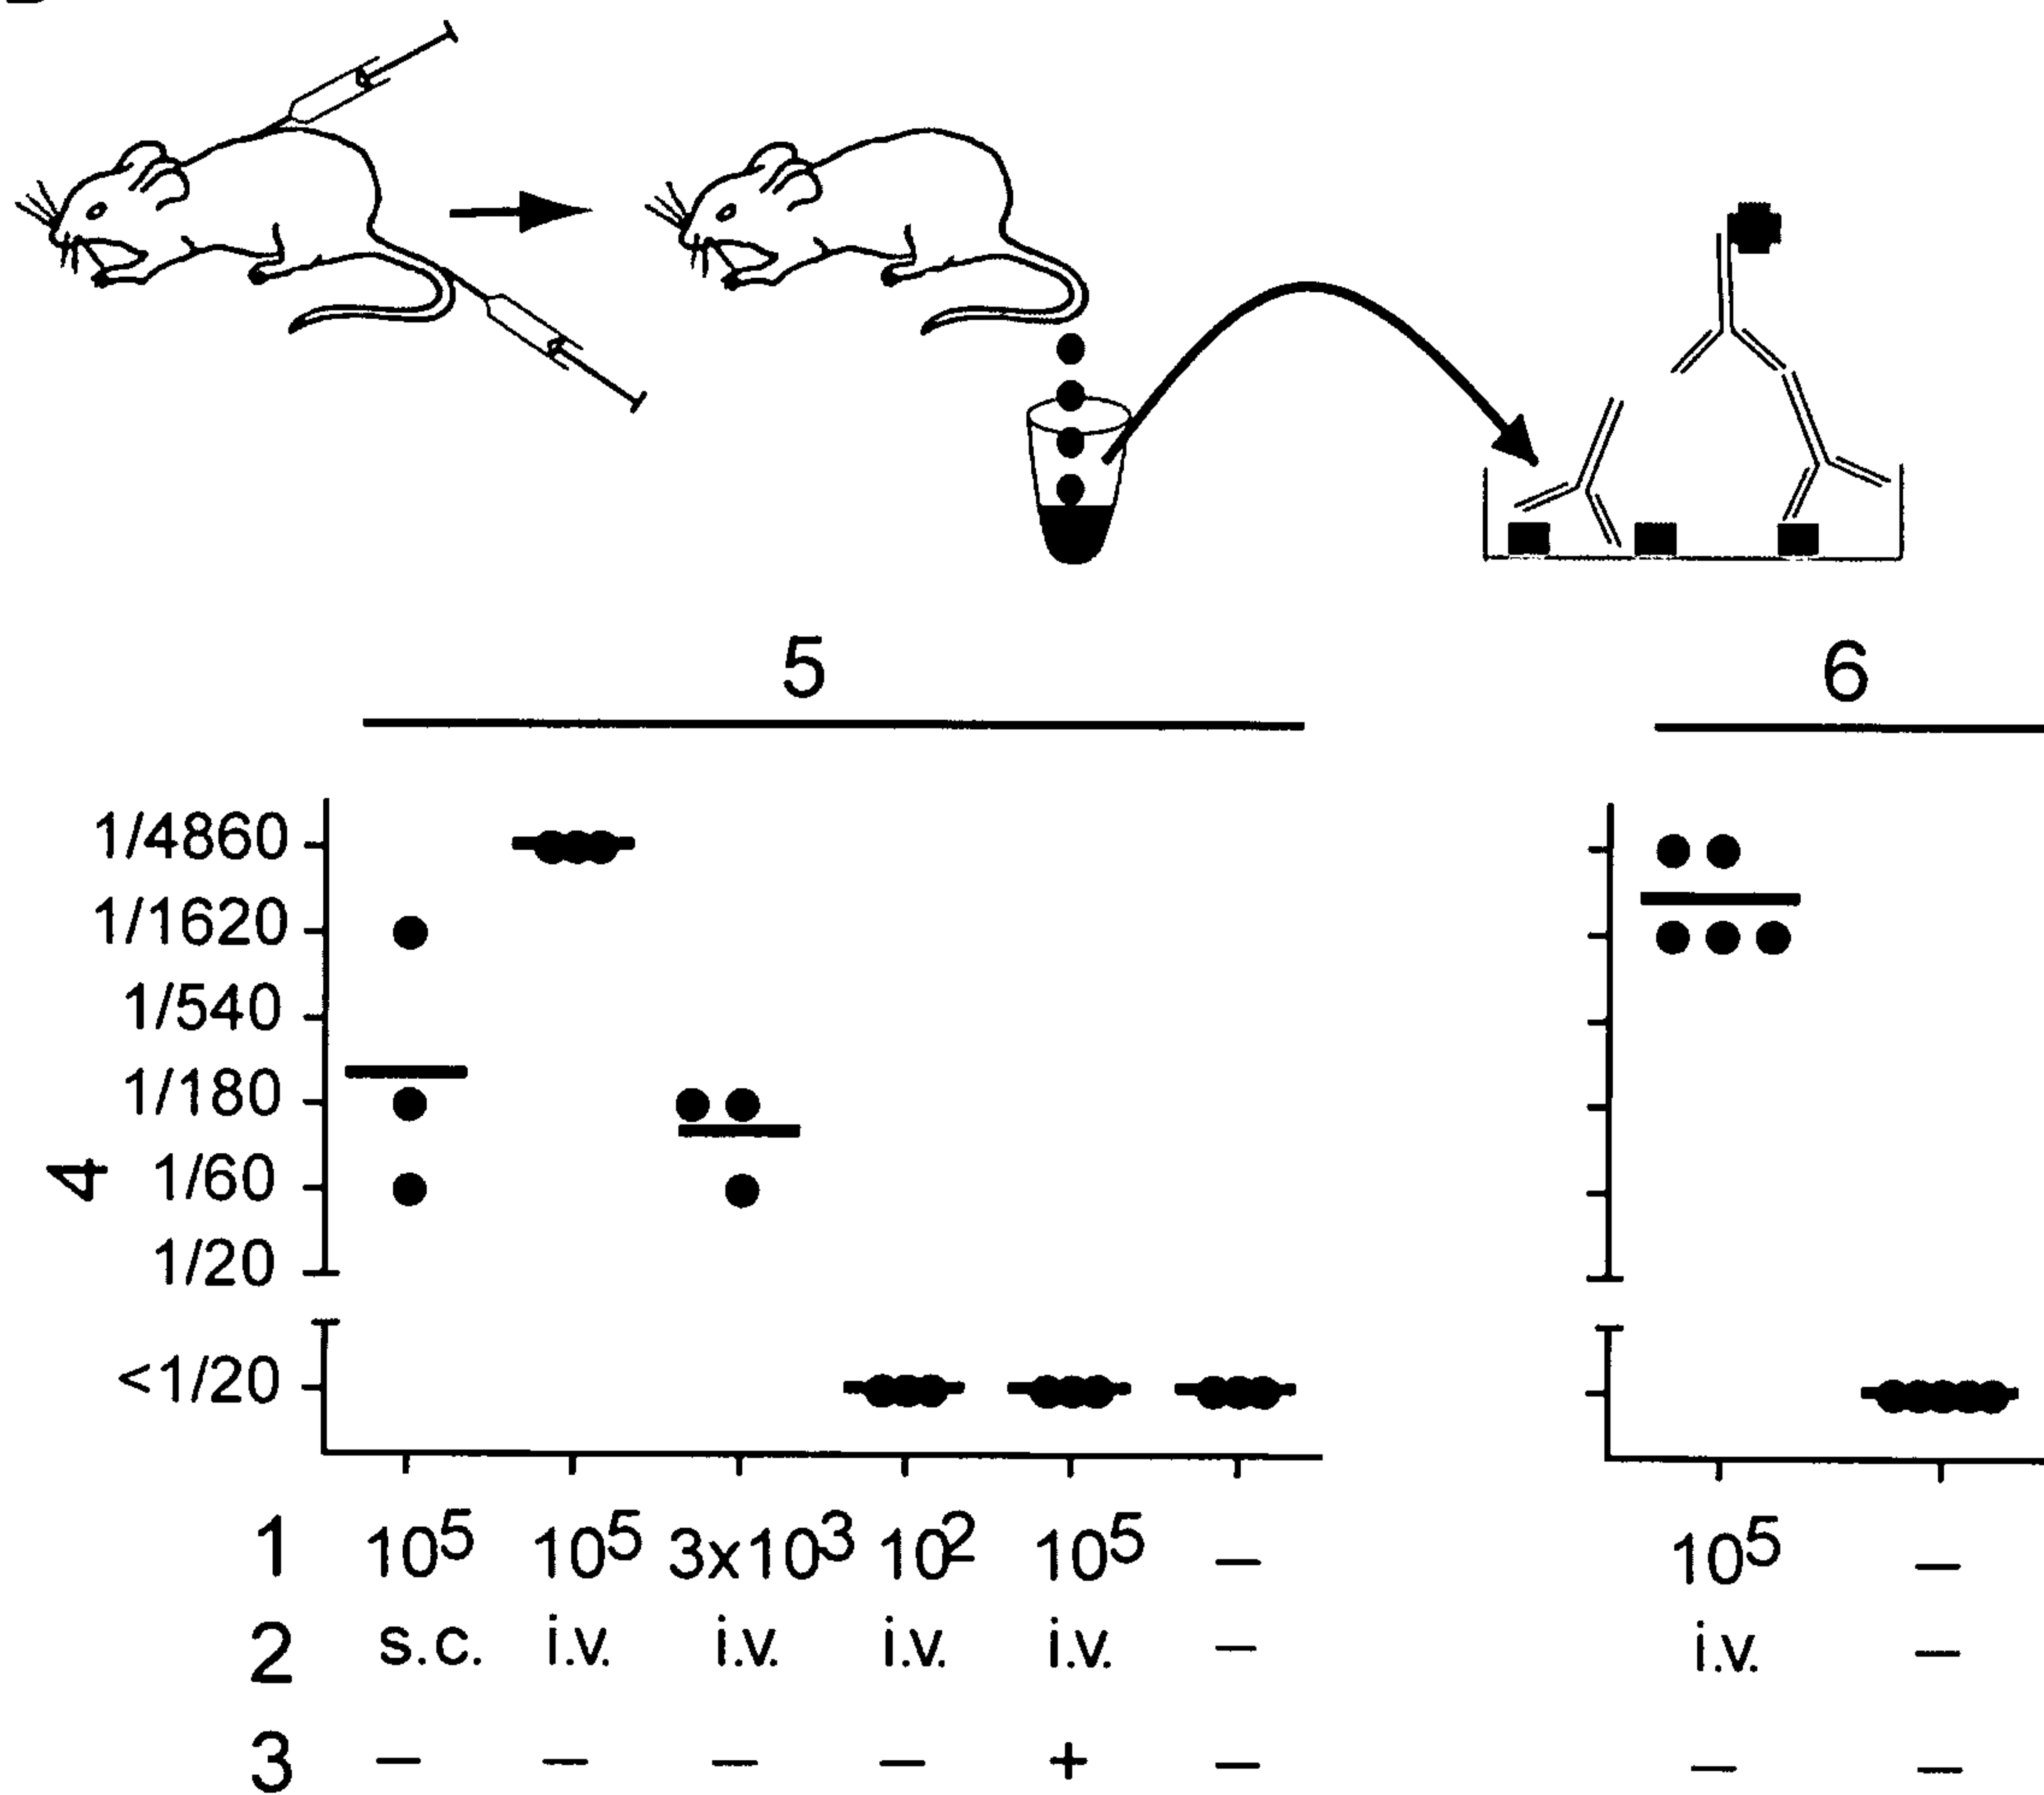 5 6
1/4860
1/1620
1/540
1/180
4 1/60
1/20
<1/20
1 10⁵ 10⁵ 3x10³ 10² 10⁵ – 10⁵ –
2 s.c. i.v. i.v. i.v. i.v. – i.v. –
3 – – – – + – – –